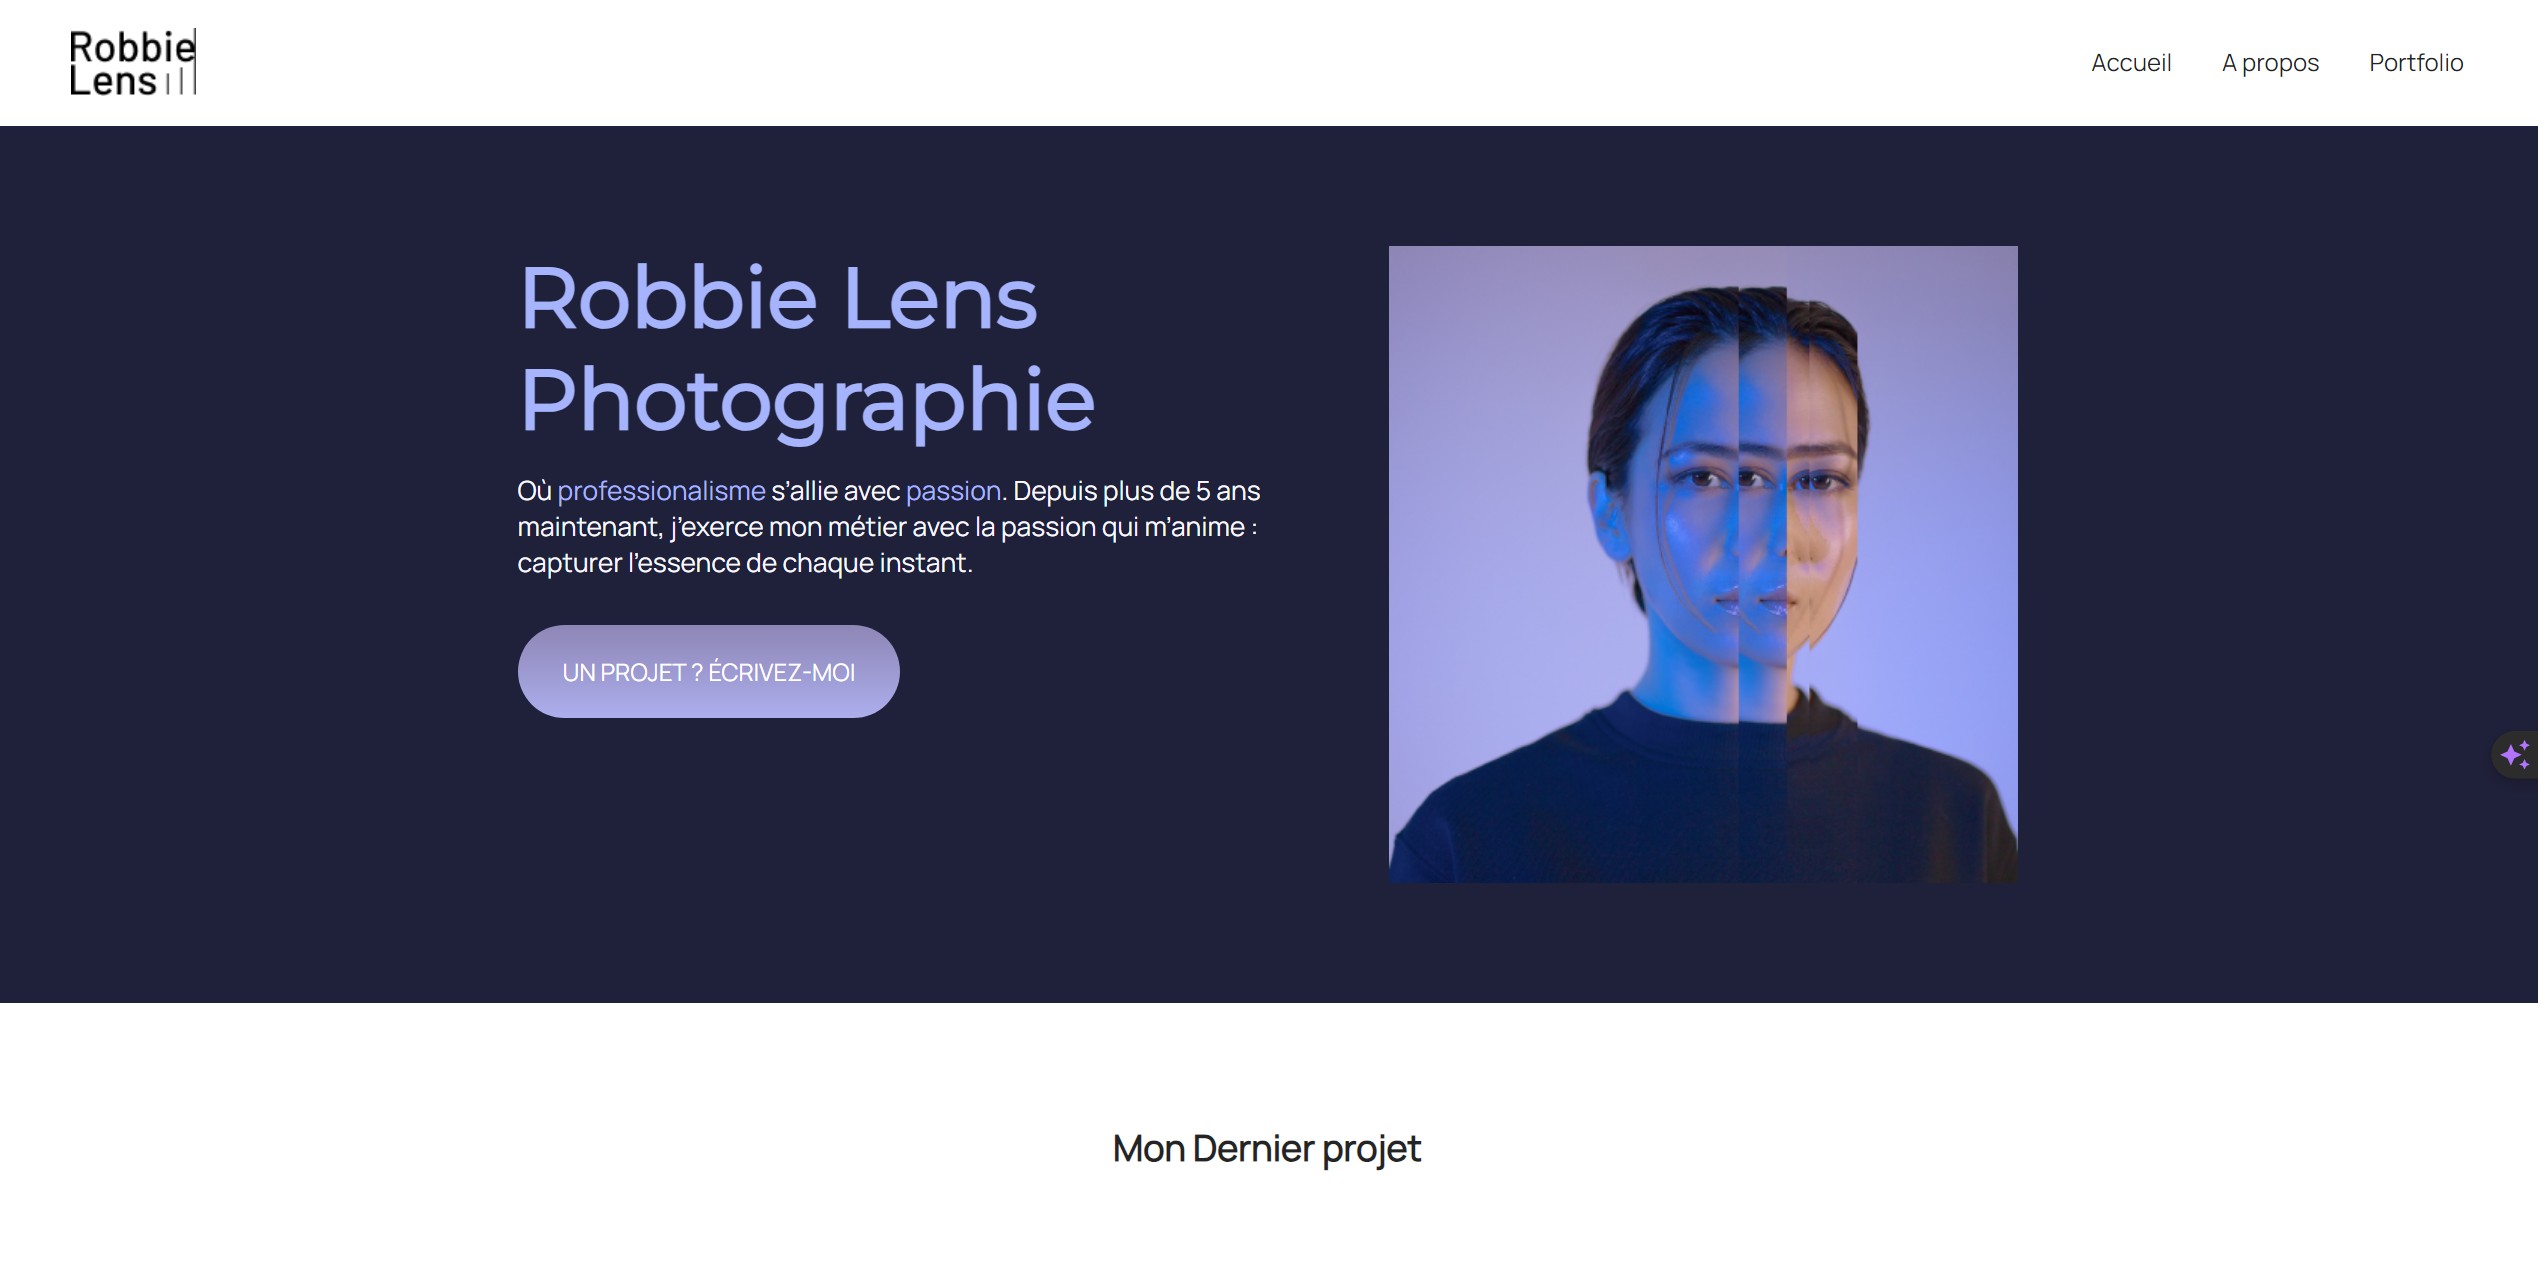 Robbie
Lens
Accueil
A propos
Portfolio
Robbie Lens
Photographie
Où professionalisme s’allie avec passion. Depuis plus de 5 ans
maintenant, j’exerce mon métier avec la passion qui m’anime :
capturer l’essence de chaque instant.
UN PROJET ? ÉCRIVEZ-MOI
Mon Dernier projet